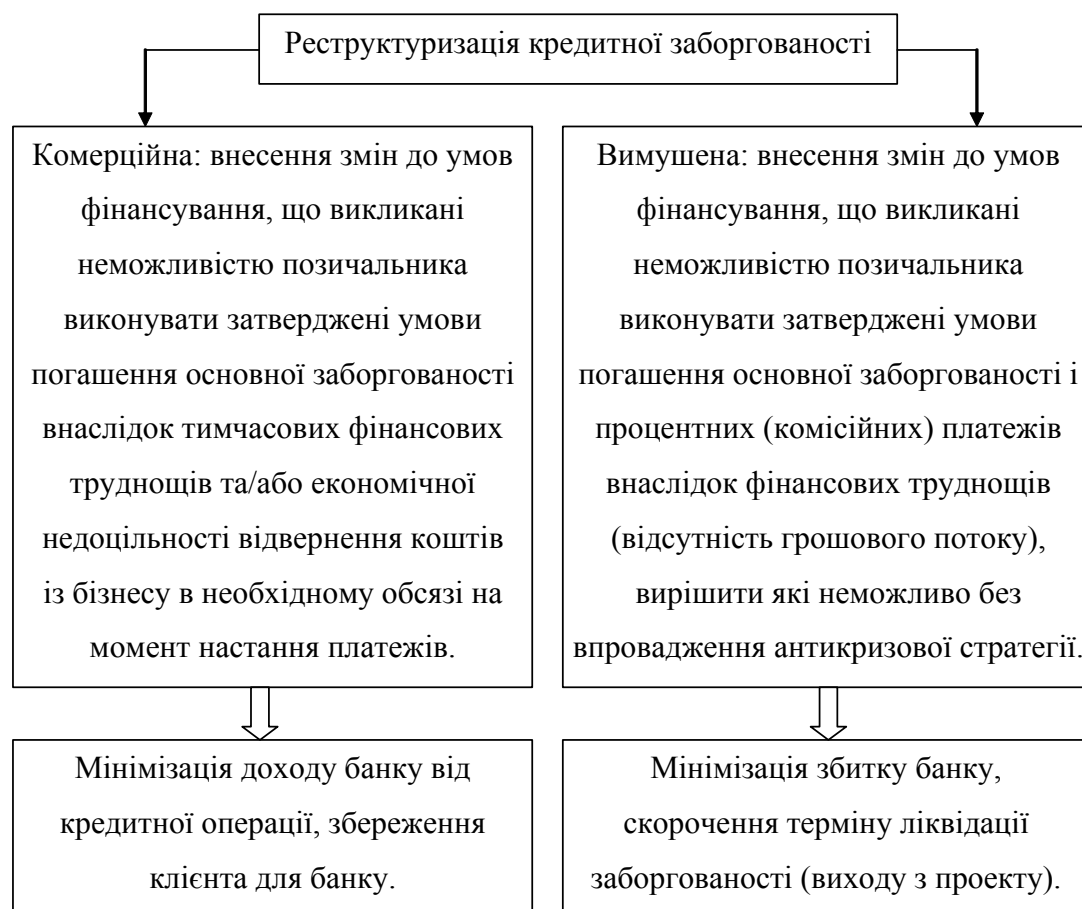 Реструктуризація кредитної заборгованості
Комерційна: внесення змін до умов
фінансування, що викликані
неможливістю позичальника
виконувати затверджені умови
погашення основної заборгованості
внаслідок тимчасових фінансових
труднощів та/або економічної
недоцільності відвернення коштів
із бізнесу в необхідному обсязі на
момент настання платежів.
Вимушена: внесення змін до умов
фінансування, що викликані
неможливістю позичальника
виконувати затверджені умови
погашення основної заборгованості і
процентних (комісійних) платежів
внаслідок фінансових труднощів
(відсутність грошового потоку),
вирішити які неможливо без
впровадження антикризової стратегії.
Мінімізація доходу банку від
кредитної операції, збереження
клієнта для банку.
Мінімізація збитку банку,
скорочення терміну ліквідації
заборгованості (виходу з проекту).